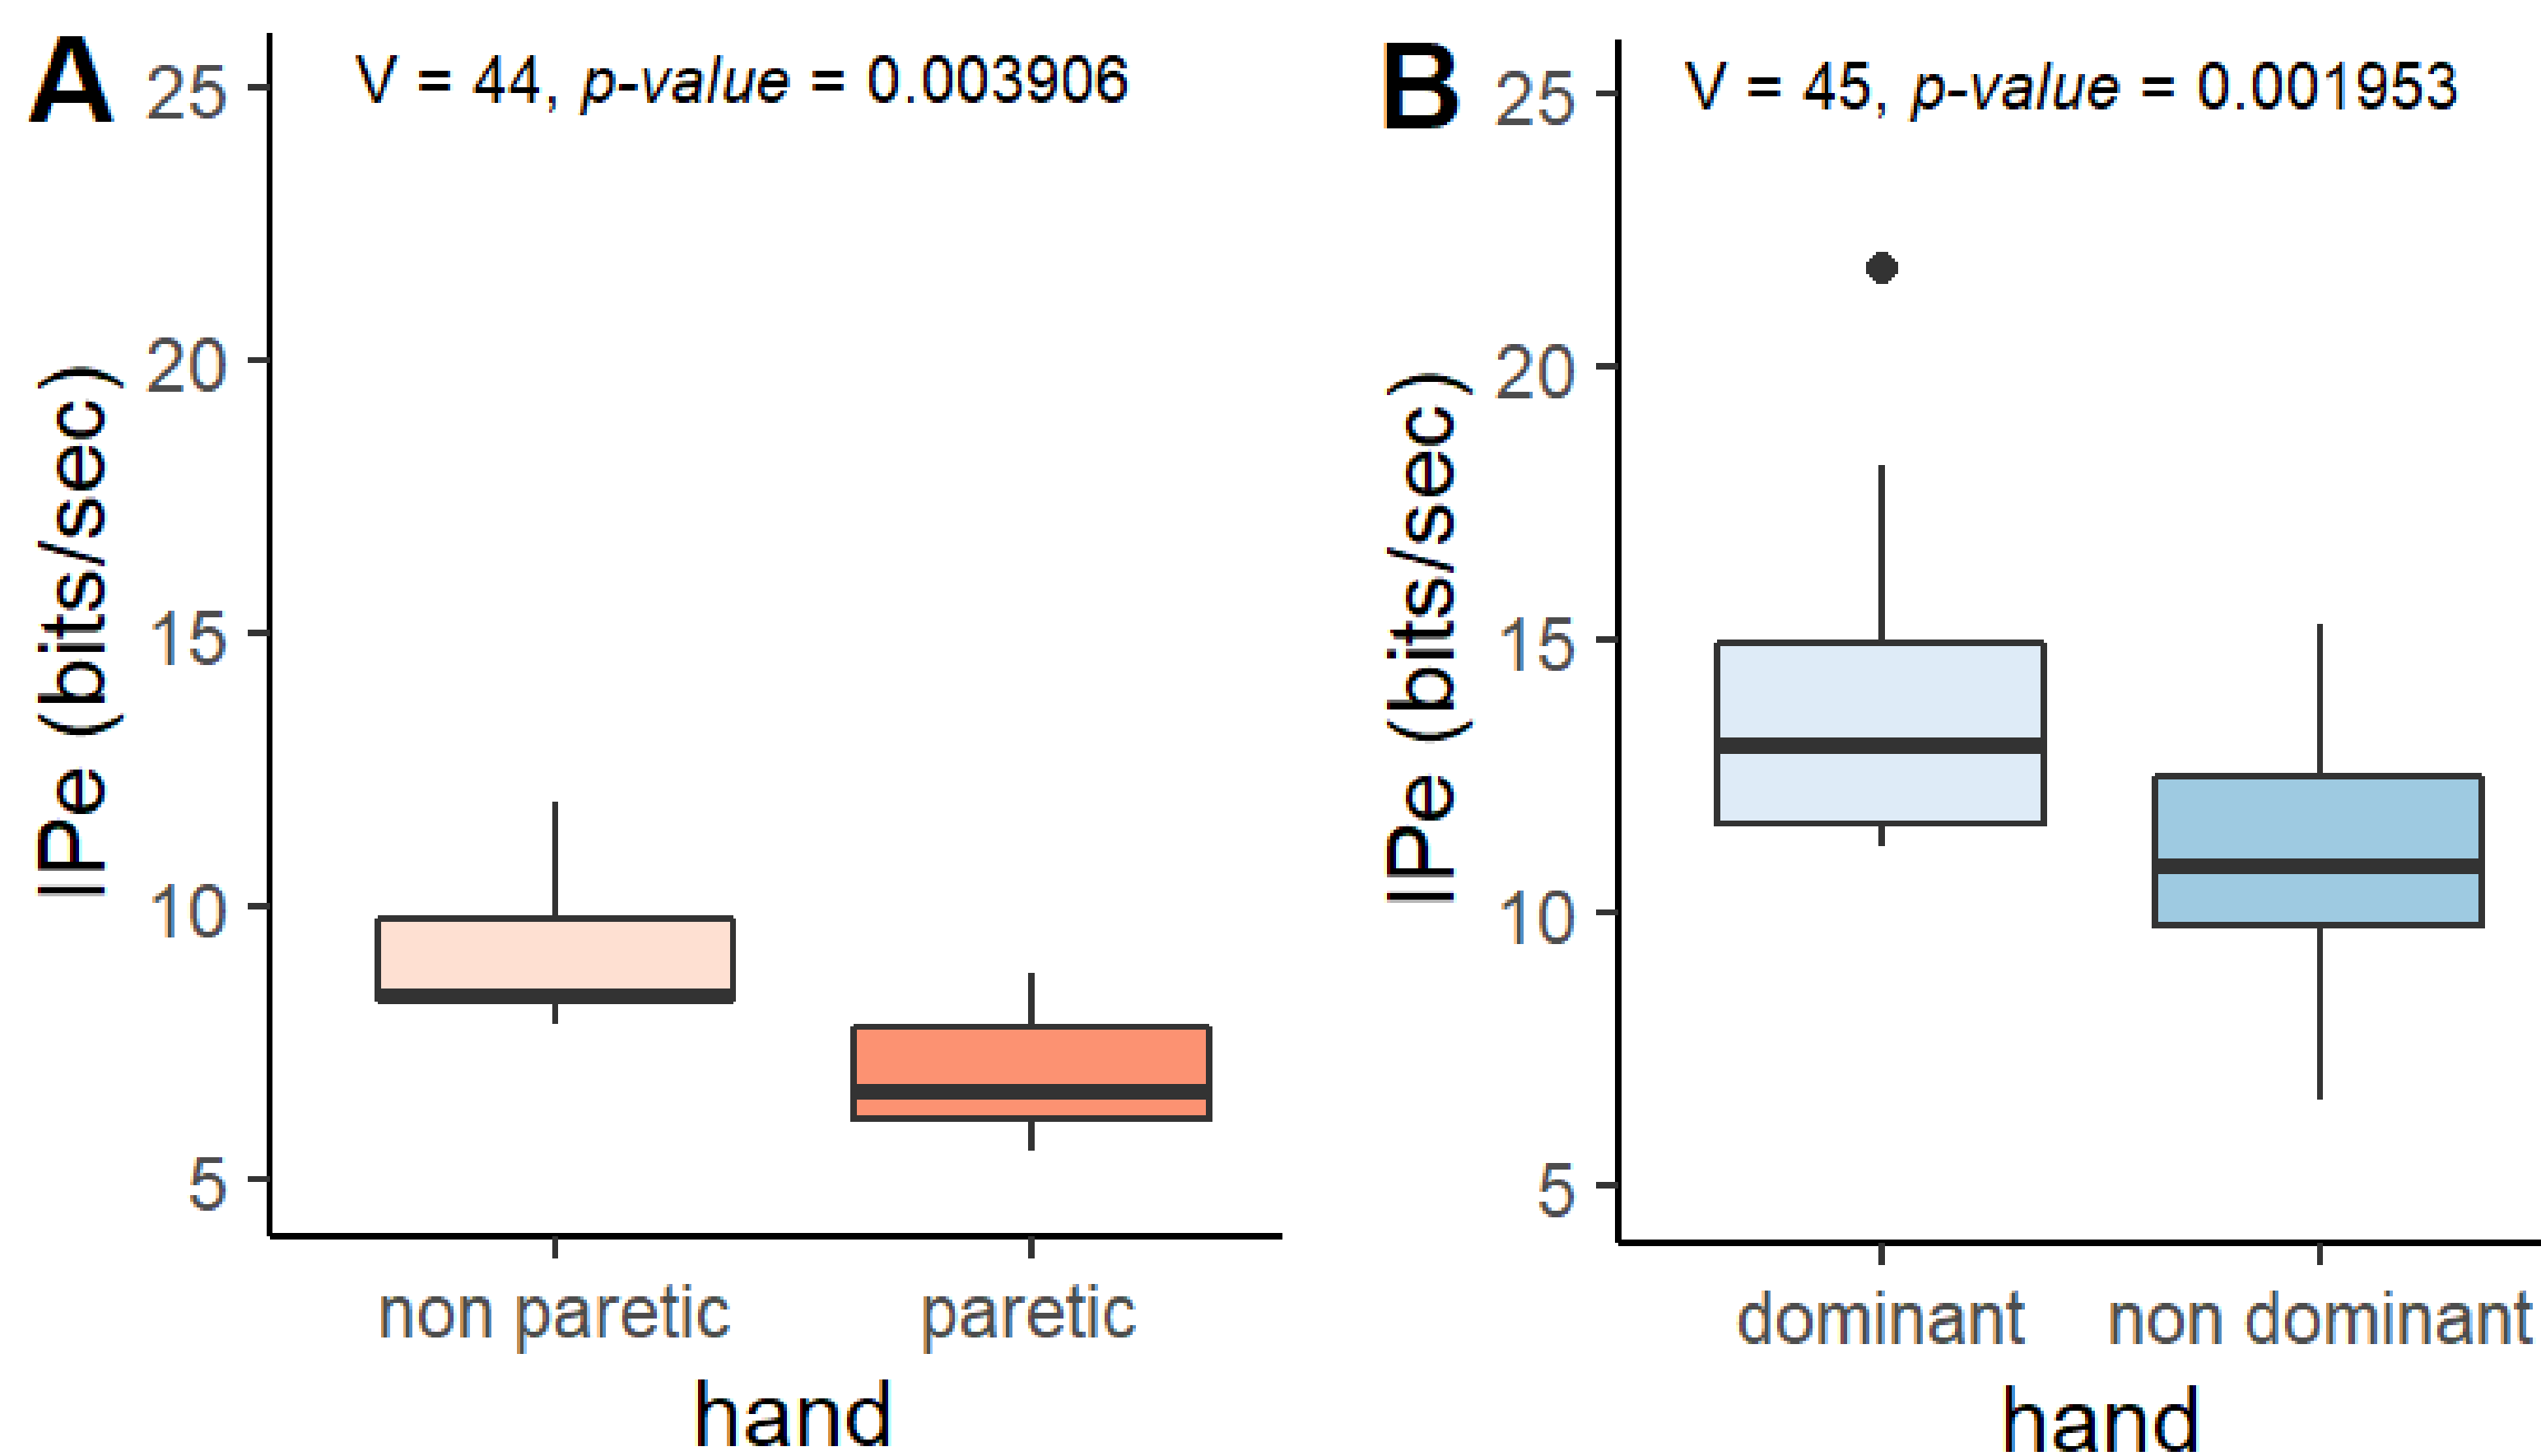 A
V = 44, p-value = 0.003906
25
20
15
10
5
IPe (bits/sec)
non paretic
paretic
hand
B
V = 45, p-value = 0.001953
25
20
15
10
5
IPe (bits/sec)
dominant
non dominant
hand